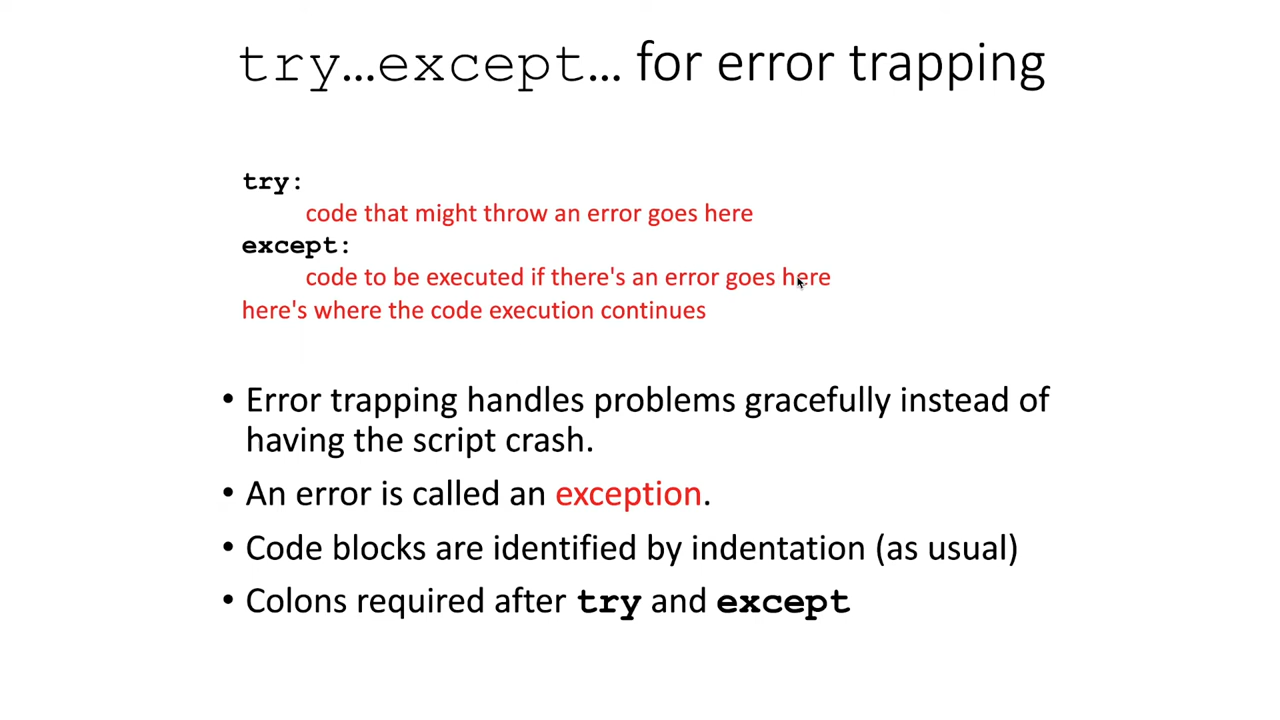 try…except… for error trapping
try:
code that might throw an error goes here
except:
code to be executed if there's an error goes here
here's where the code execution continues
• Error trapping handles problems gracefully instead of
having the script crash.
• An error is called an exception.
• Code blocks are identified by indentation (as usual)
• Colons required after try and except